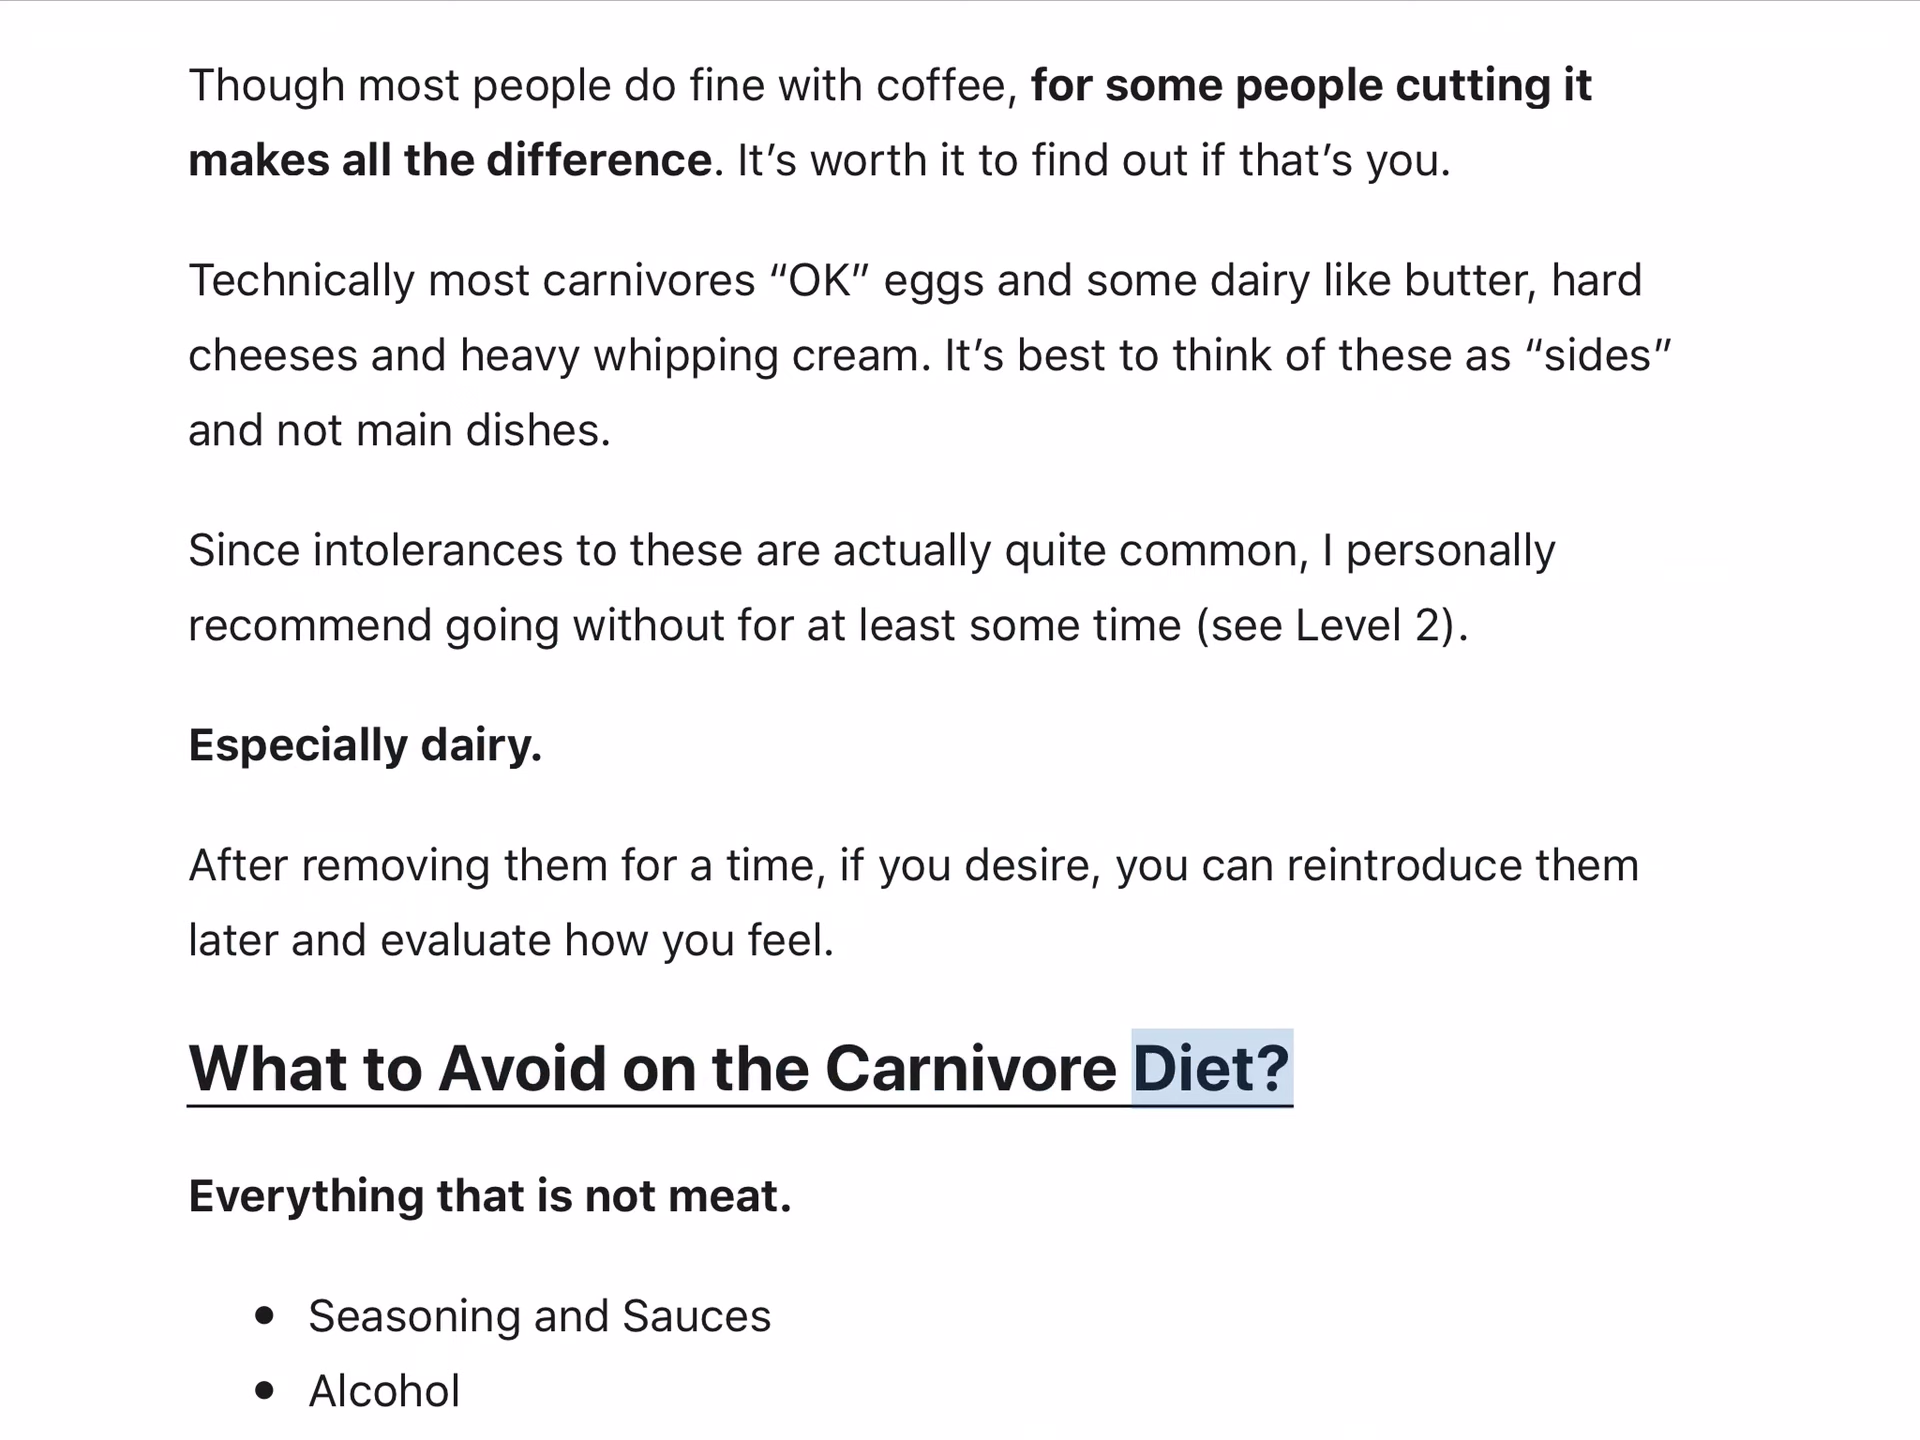 Though most people do fine with coffee, for some people cutting it
makes all the difference. It’s worth it to find out if that’s you.
Technically most carnivores “OK” eggs and some dairy like butter, hard
cheeses and heavy whipping cream. It’s best to think of these as “sides”
and not main dishes.
Since intolerances to these are actually quite common, I personally
recommend going without for at least some time (see Level 2).
Especially dairy.
After removing them for a time, if you desire, you can reintroduce them
later and evaluate how you feel.
What to Avoid on the Carnivore Diet?
Everything that is not meat.
• Seasoning and Sauces
• Alcohol